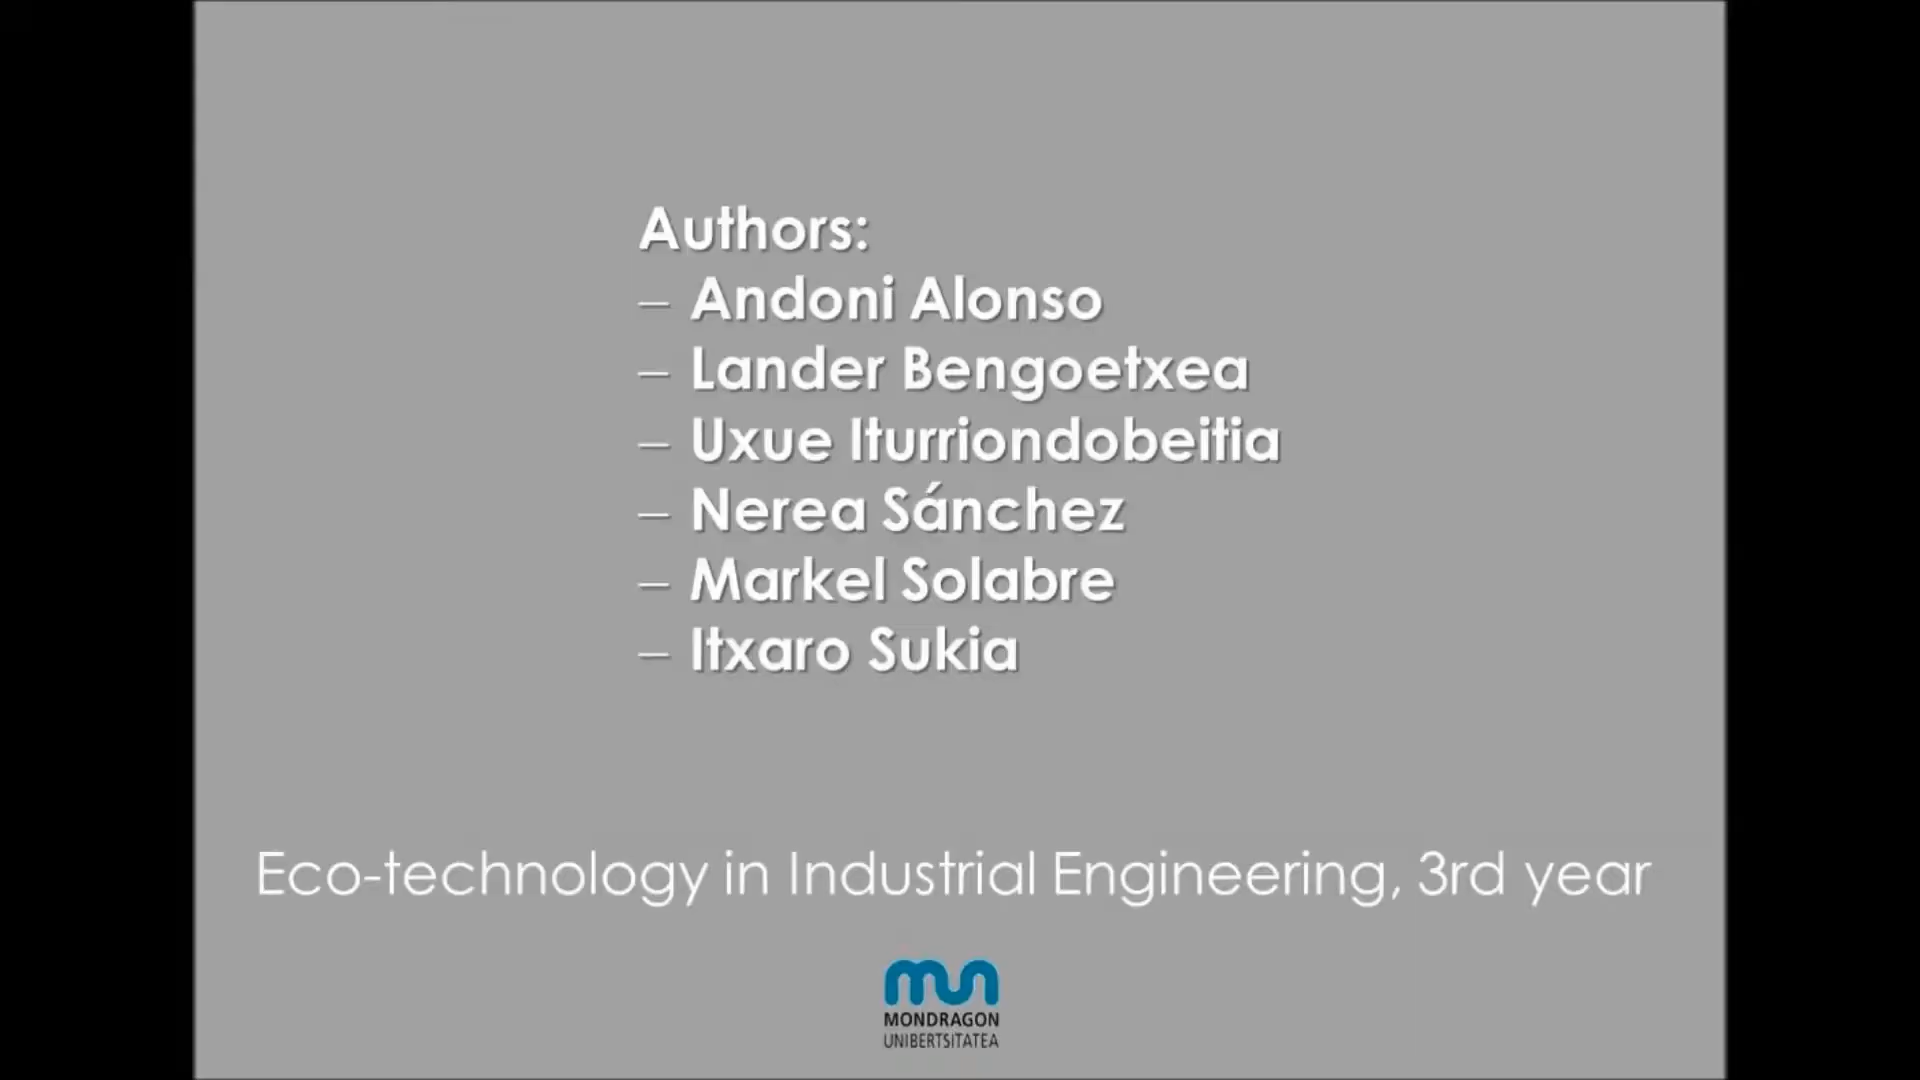 Authors:
– Andoni Alonso
– Lander Bengoetxea
– Uxue Iturriondobeitia
– Nerea Sánchez
– Markel Solabre
– Itxaro Sukia
Eco-technology in Industrial Engineering, 3rd year
MONDRAGON
UNIBERTSITATEA